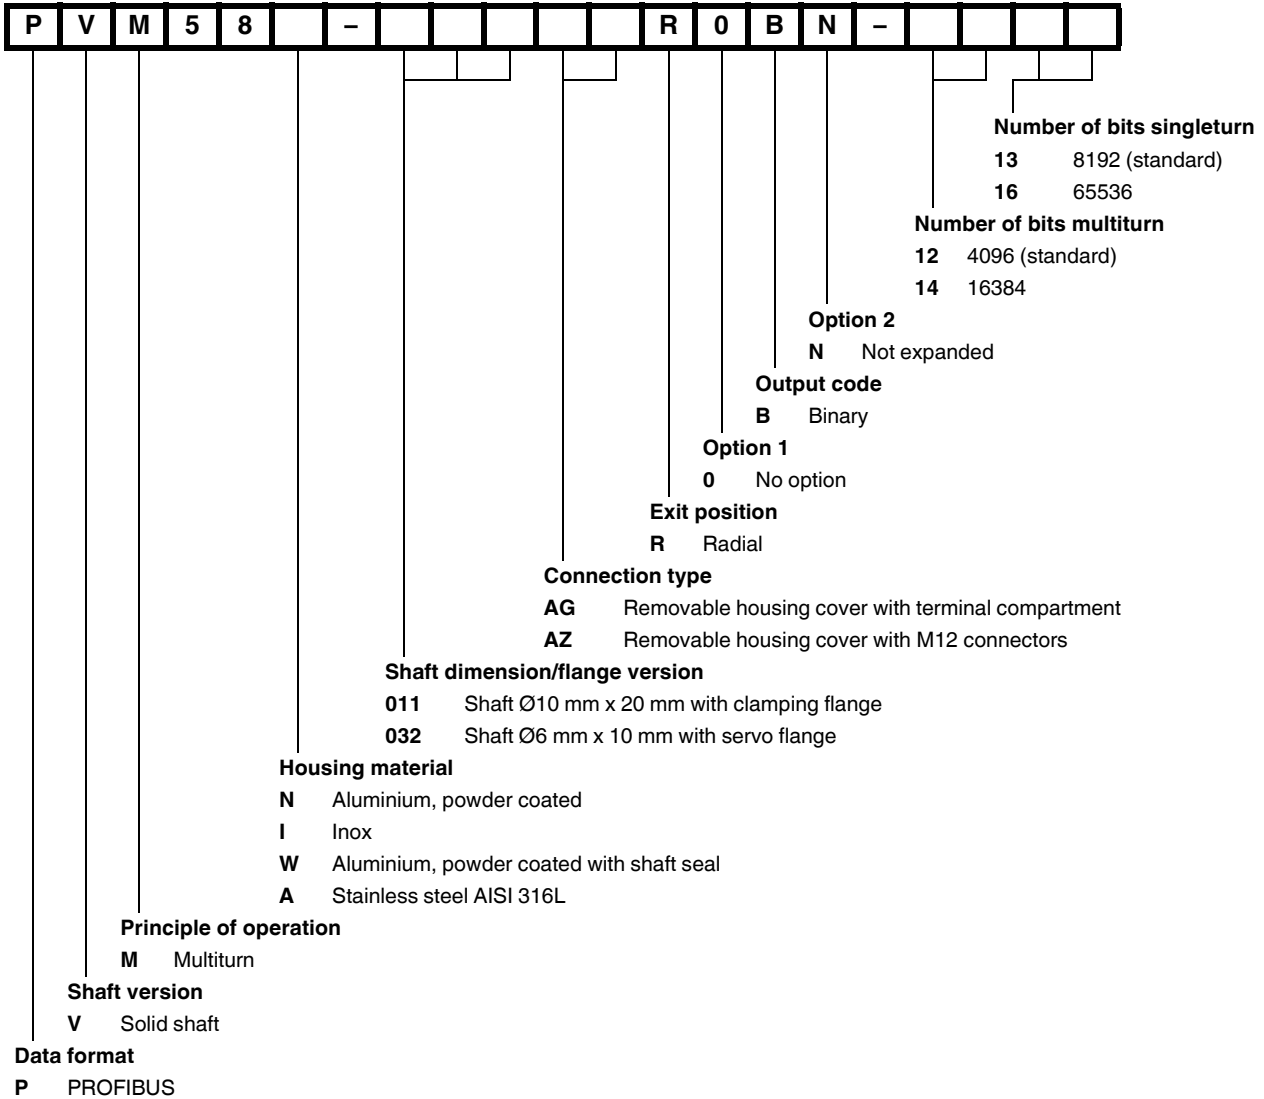 P V M 5 8 – R 0 B N –
Number of bits singleturn
13 8192 (standard)
16 65536
Number of bits multiturn
12 4096 (standard)
14 16384
Option 2
N Not expanded
Output code
B Binary
Option 1
0 No option
Exit position
R Radial
Connection type
AG Removable housing cover with terminal compartment
AZ Removable housing cover with M12 connectors
Shaft dimension/flange version
011 Shaft Ø10 mm x 20 mm with clamping flange
032 Shaft Ø6 mm x 10 mm with servo flange
Housing material
N Aluminium, powder coated
I Inox
W Aluminium, powder coated with shaft seal
A Stainless steel AISI 316L
Principle of operation
M Multiturn
Shaft version
V Solid shaft
Data format
P PROFIBUS